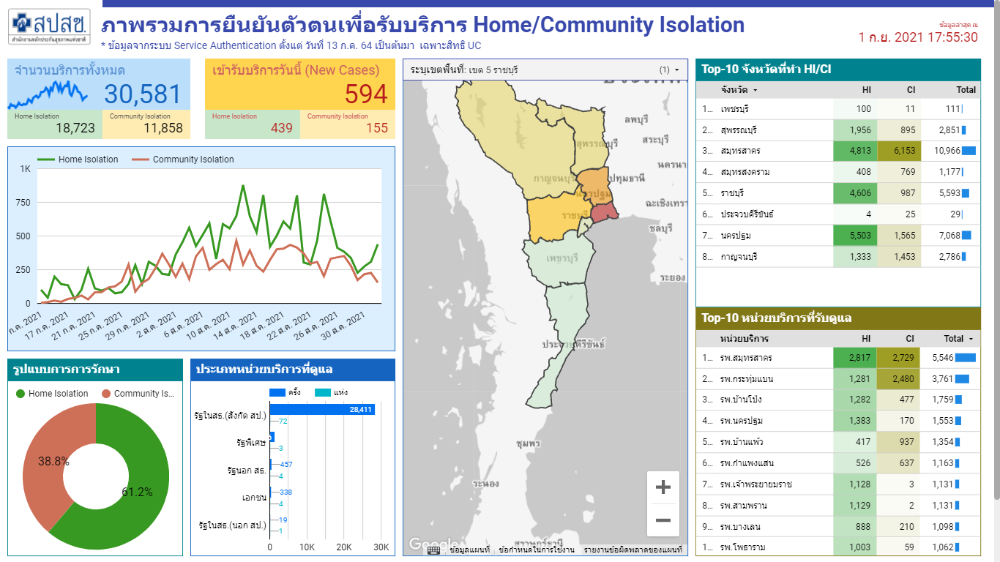 สปสช.
สำนักงานหลักประกันสุขภาพแห่งชาติ
ภาพรวมการยืนยันตัวตนเพื่อรับบริการ Home/Community Isolation
* ข้อมูลจากระบบ Service Authentication ตั้งแต่ วันที่ 13 ก.ค. 64 เป็นต้นมา เฉพาะสิทธิ UC
ข้อมูลล่าสุด ณ
1 ก.ย. 2021 17:55:30
จำนวนบริการทั้งหมด
30,581
Home Isolation
18,723
Community Isolation
11,858
เข้ารับบริการวันนี้ (New Cases)
594
Home Isolation
439
Community Isolation
155
Home Isolation
Community Isolation
1K
750
500
250
0
ก.ค. 2021
17 ก.ค. 2021
21 ก.ค. 2021
25 ก.ค. 2021
29 ก.ค. 2021
2 ส.ค. 2021
6 ส.ค. 2021
10 ส.ค. 2021
14 ส.ค. 2021
18 ส.ค. 2021
22 ส.ค. 2021
26 ส.ค. 2021
30 ส.ค. 2021
รูปแบบการการรักษา
Home Isolation
Community Is...
38.8%
61.2%
ประเภทหน่วยบริการที่ดูแล
ครั้ง
แห่ง
รัฐในสธ.(สังกัด สป.)
28,411
72
รัฐพิเศษ
3
รัฐนอก สธ.
457
4
เอกชน
338
4
รัฐในสธ.(นอก สป.)
19
1
0
10K
20K
30K
ระบุเขตพื้นที่: เขต 5 ราชบุรี
(1)
ลพบุรี
สระบุรี
สุพรรณบุรี
นครนา
กาญจนบุรี
ปทุมธานี
นครปฐม
ฉะเชิงเทรา
ราชบุรี
ชลบุรี
เพชรบุรี
ระยอง
ประจวบคีรีขันธ์
ชุมพร
ระนอง
สุราษฎร์ธานี
Google
ข้อมูลแผนที่
ข้อกำหนดในการใช้งาน
รายงานข้อผิดพลาดของแผนที่
Top-10 จังหวัดที่ทำ HI/CI
จังหวัด HI CI Total
1... เพชรบุรี 100 11 111
2... สุพรรณบุรี 1,956 895 2,851
3... สมุทรสาคร 4,813 6,153 10,966
4... สมุทรสงคราม 408 769 1,177
5... ราชบุรี 4,606 987 5,593
6... ประจวบคีรีขันธ์ 4 25 29
7... นครปฐม 5,503 1,565 7,068
8... กาญจนบุรี 1,333 1,453 2,786
Top-10 หน่วยบริการที่รับดูแล
หน่วยบริการ HI CI Total
1... รพ.สมุทรสาคร 2,817 2,729 5,546
2... รพ.กระทุ่มแบน 1,281 2,480 3,761
3... รพ.บ้านโป่ง 1,282 477 1,759
4... รพ.นครปฐม 1,383 170 1,553
5... รพ.บ้านแพ้ว 417 937 1,354
6... รพ.กำแพงแสน 526 637 1,163
7... รพ.เจ้าพระยายมราช 1,128 3 1,131
8... รพ.สามพราน 1,129 2 1,131
9... รพ.บางเลน 888 210 1,098
1... รพ.โพธาราม 1,003 59 1,062